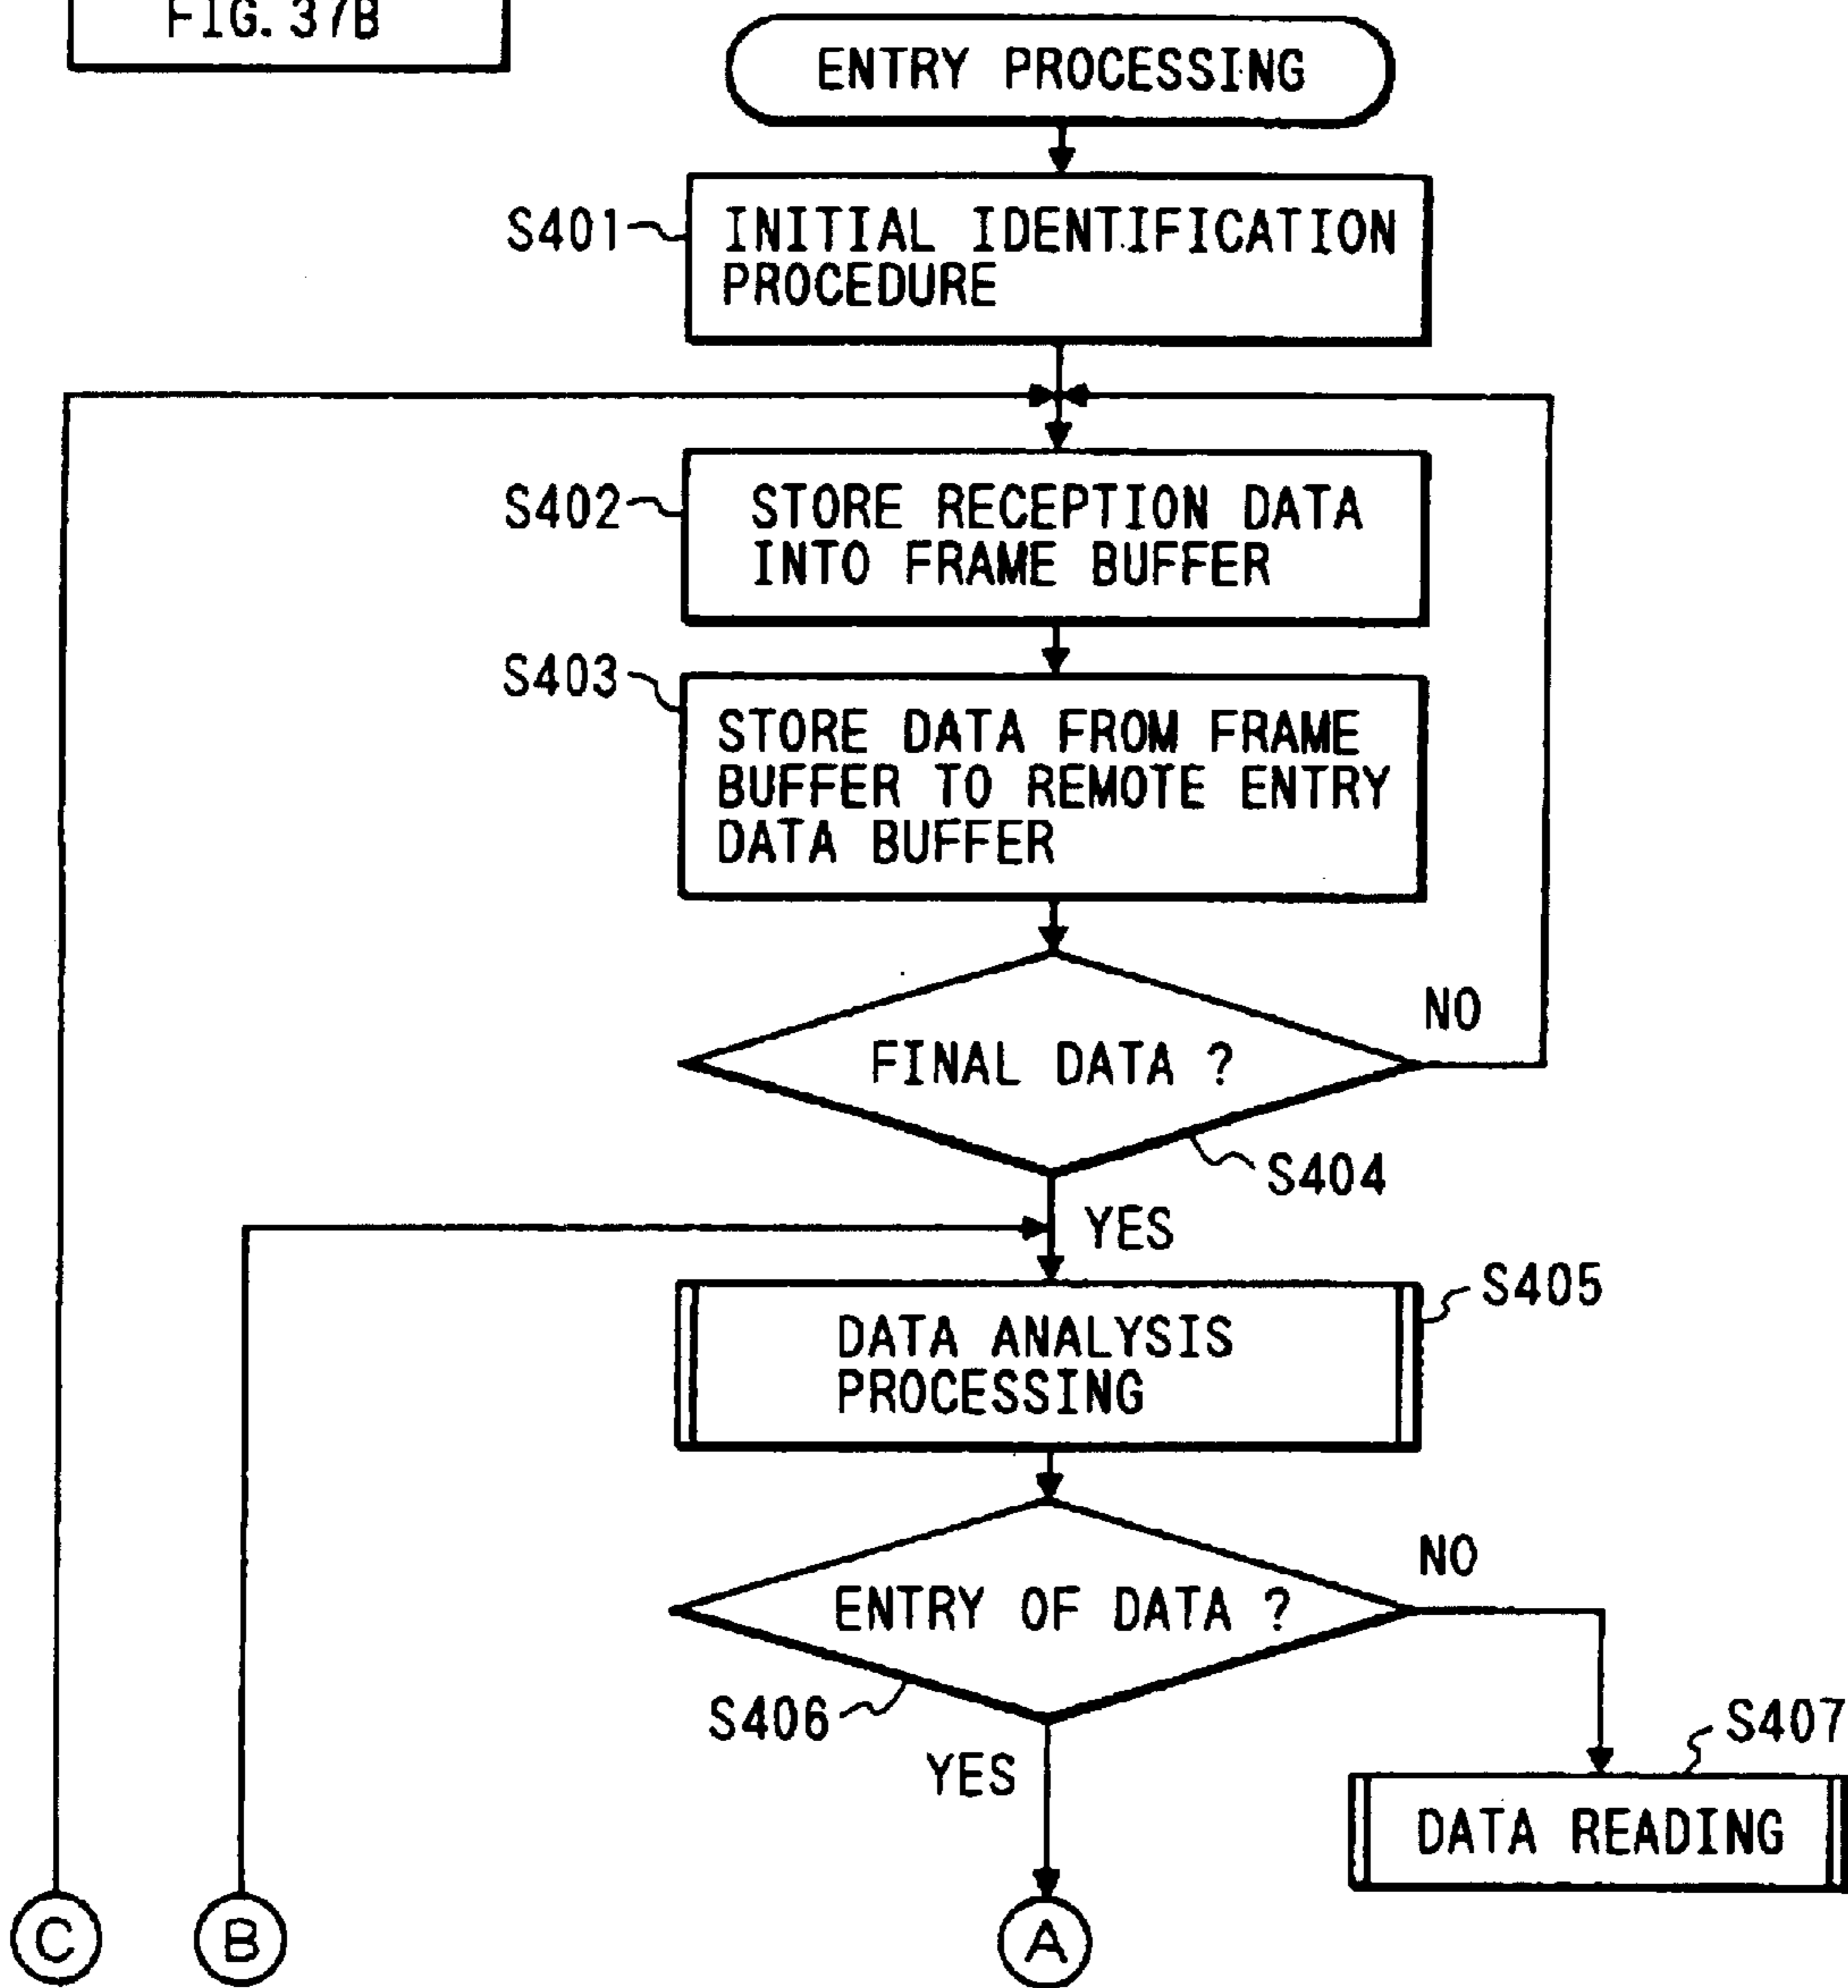 FIG. 37B
ENTRY PROCESSING
S401
INITIAL IDENTIFICATION
PROCEDURE
S402
STORE RECEPTION DATA
INTO FRAME BUFFER
S403
STORE DATA FROM FRAME
BUFFER TO REMOTE ENTRY
DATA BUFFER
NO
FINAL DATA ?
S404
YES
S405
DATA ANALYSIS
PROCESSING
NO
ENTRY OF DATA ?
S406
S407
YES
DATA READING
C
B
A